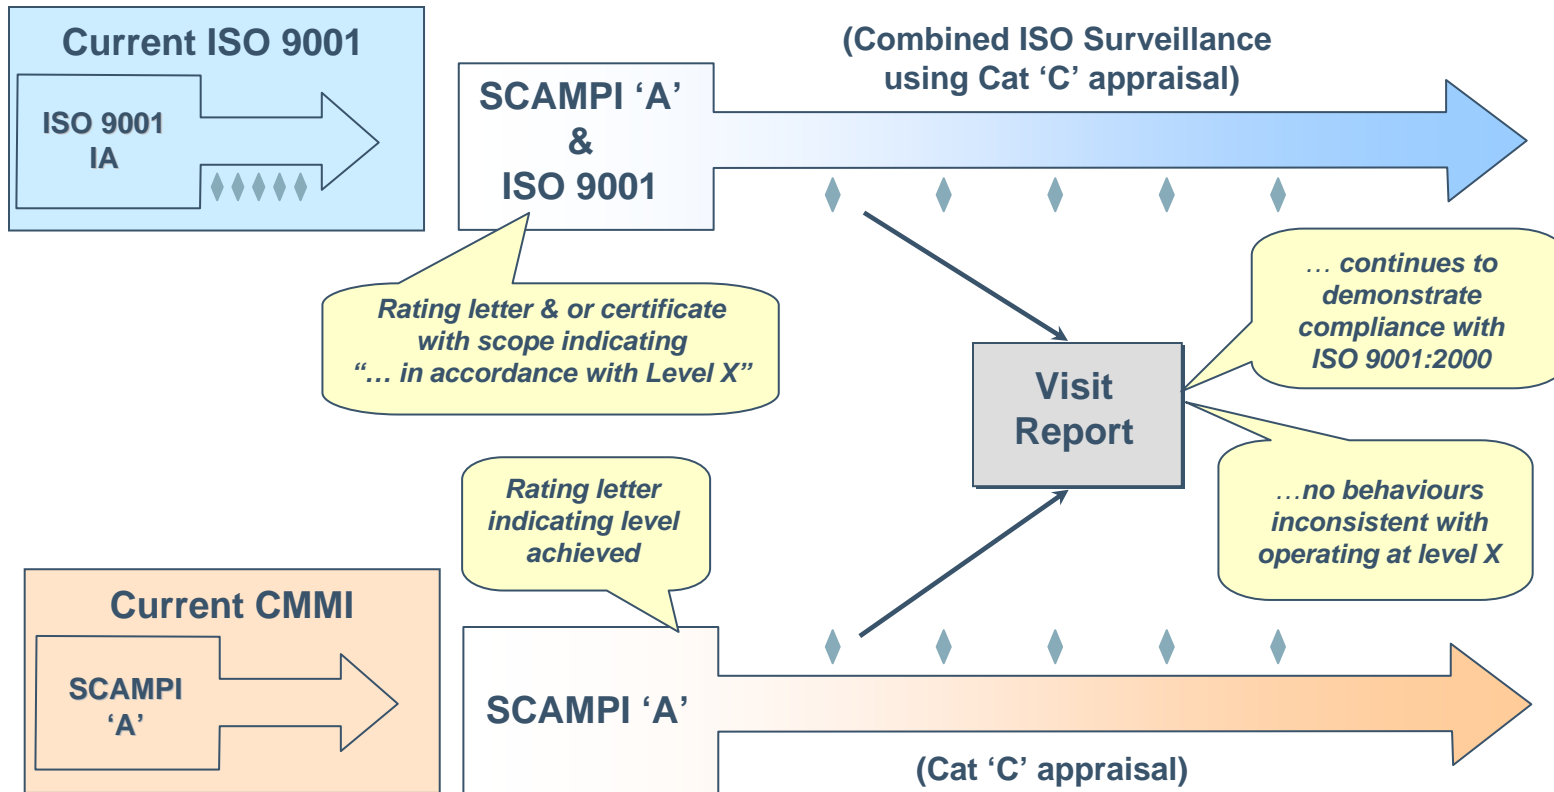 Current ISO 9001
ISO 9001
IA
SCAMPI ‘A’
&
ISO 9001
(Combined ISO Surveillance
using Cat ‘C’ appraisal)
Rating letter & or certificate
with scope indicating
“… in accordance with Level X”
… continues to
demonstrate
compliance with
ISO 9001:2000
Visit
Report
Rating letter
indicating level
achieved
…no behaviours
inconsistent with
operating at level X
Current CMMI
SCAMPI
‘A’
SCAMPI ‘A’
(Cat ‘C’ appraisal)